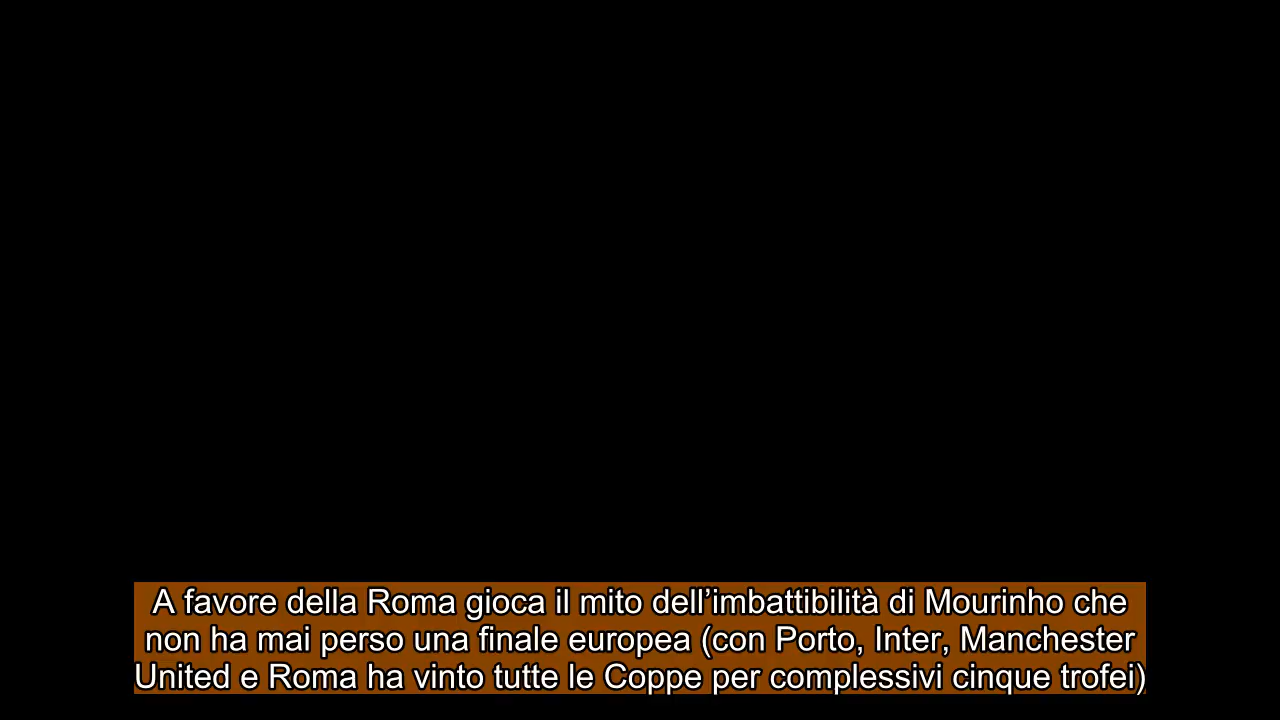 A favore della Roma gioca il mito dell’imbattibilità di Mourinho che
non ha mai perso una finale europea (con Porto, Inter, Manchester
United e Roma ha vinto tutte le Coppe per complessivi cinque trofei)